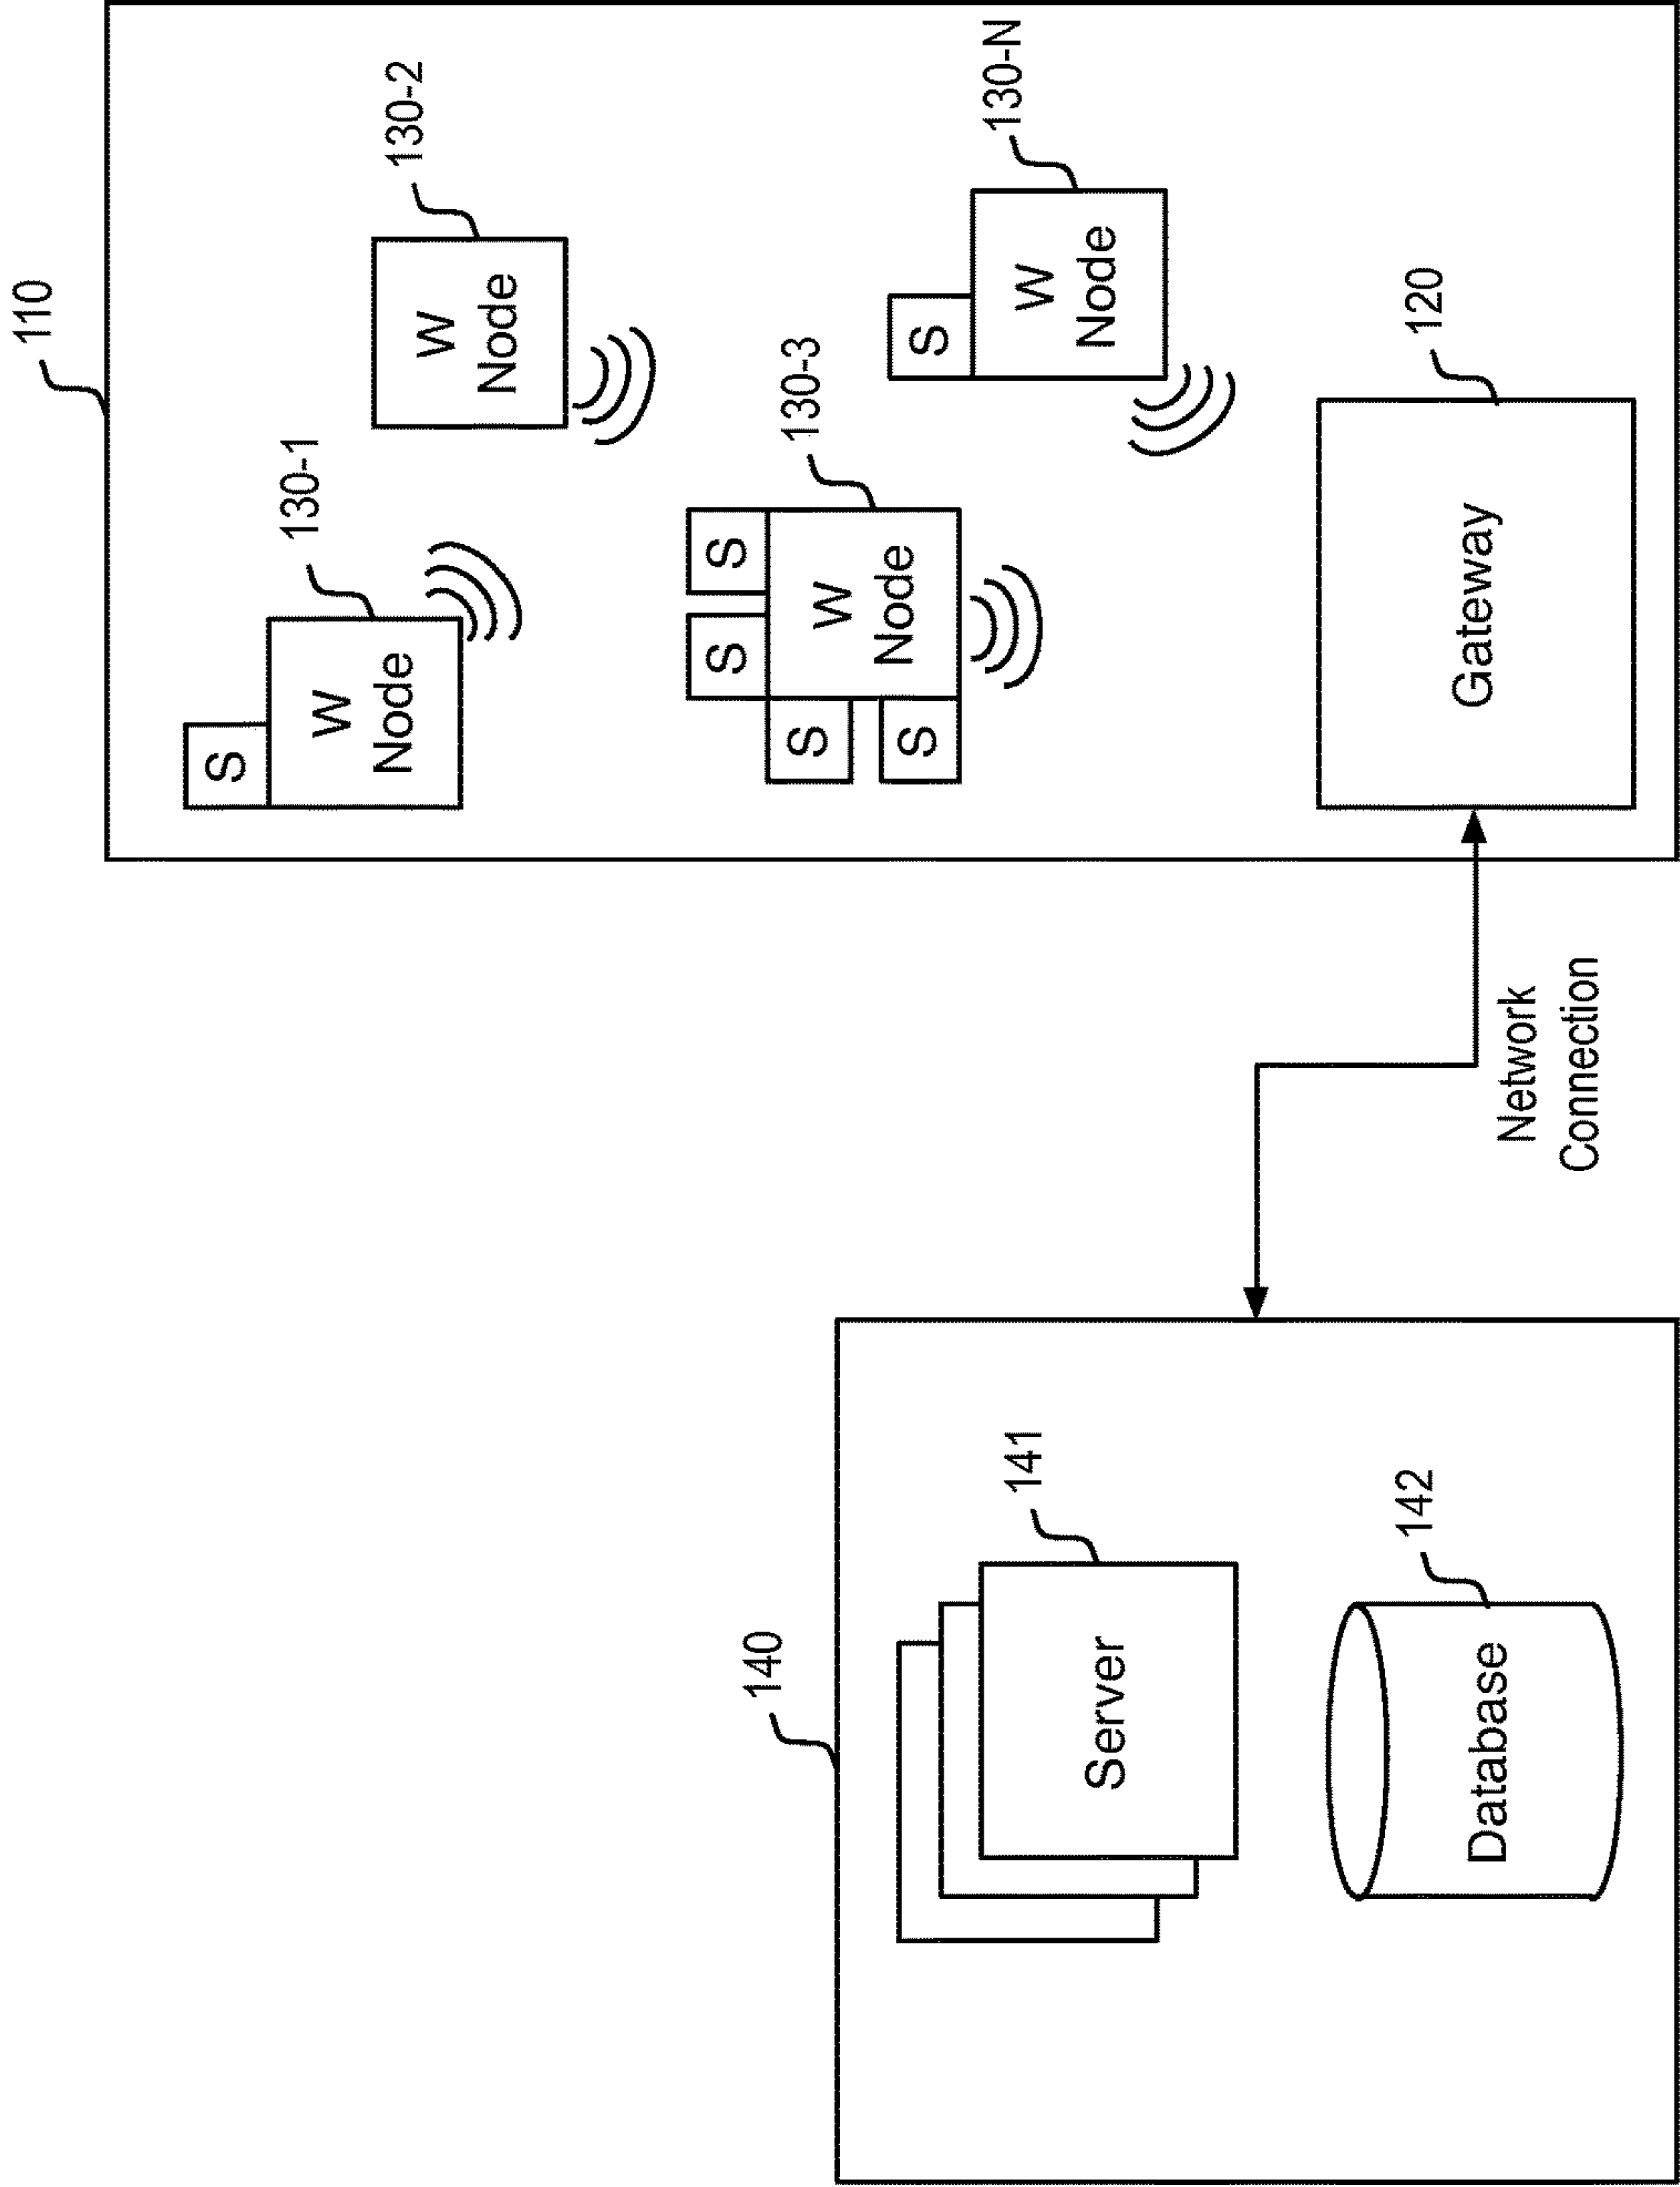 110
130-1
130-2
S
W
Node
W
Node
130-3
130-N
S
S
S
S
W
Node
S
W
Node
120
Gateway
Network
Connection
140
141
Server
142
Database